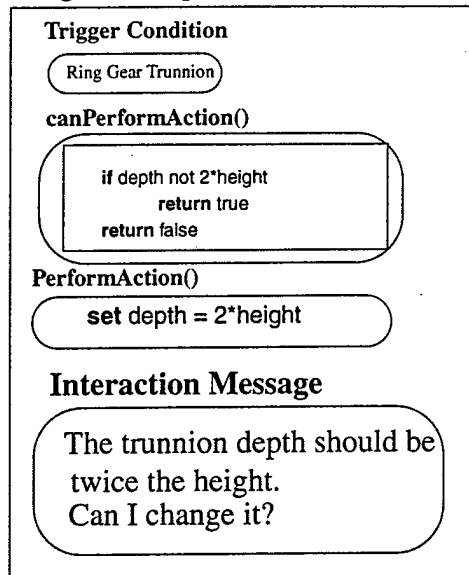 Trigger Condition
Ring Gear Trunnion
canPerformAction()
if depth not 2*height
return true
return false
PerformAction()
set depth = 2*height
Interaction Message
The trunnion depth should be
twice the height.
Can I change it?